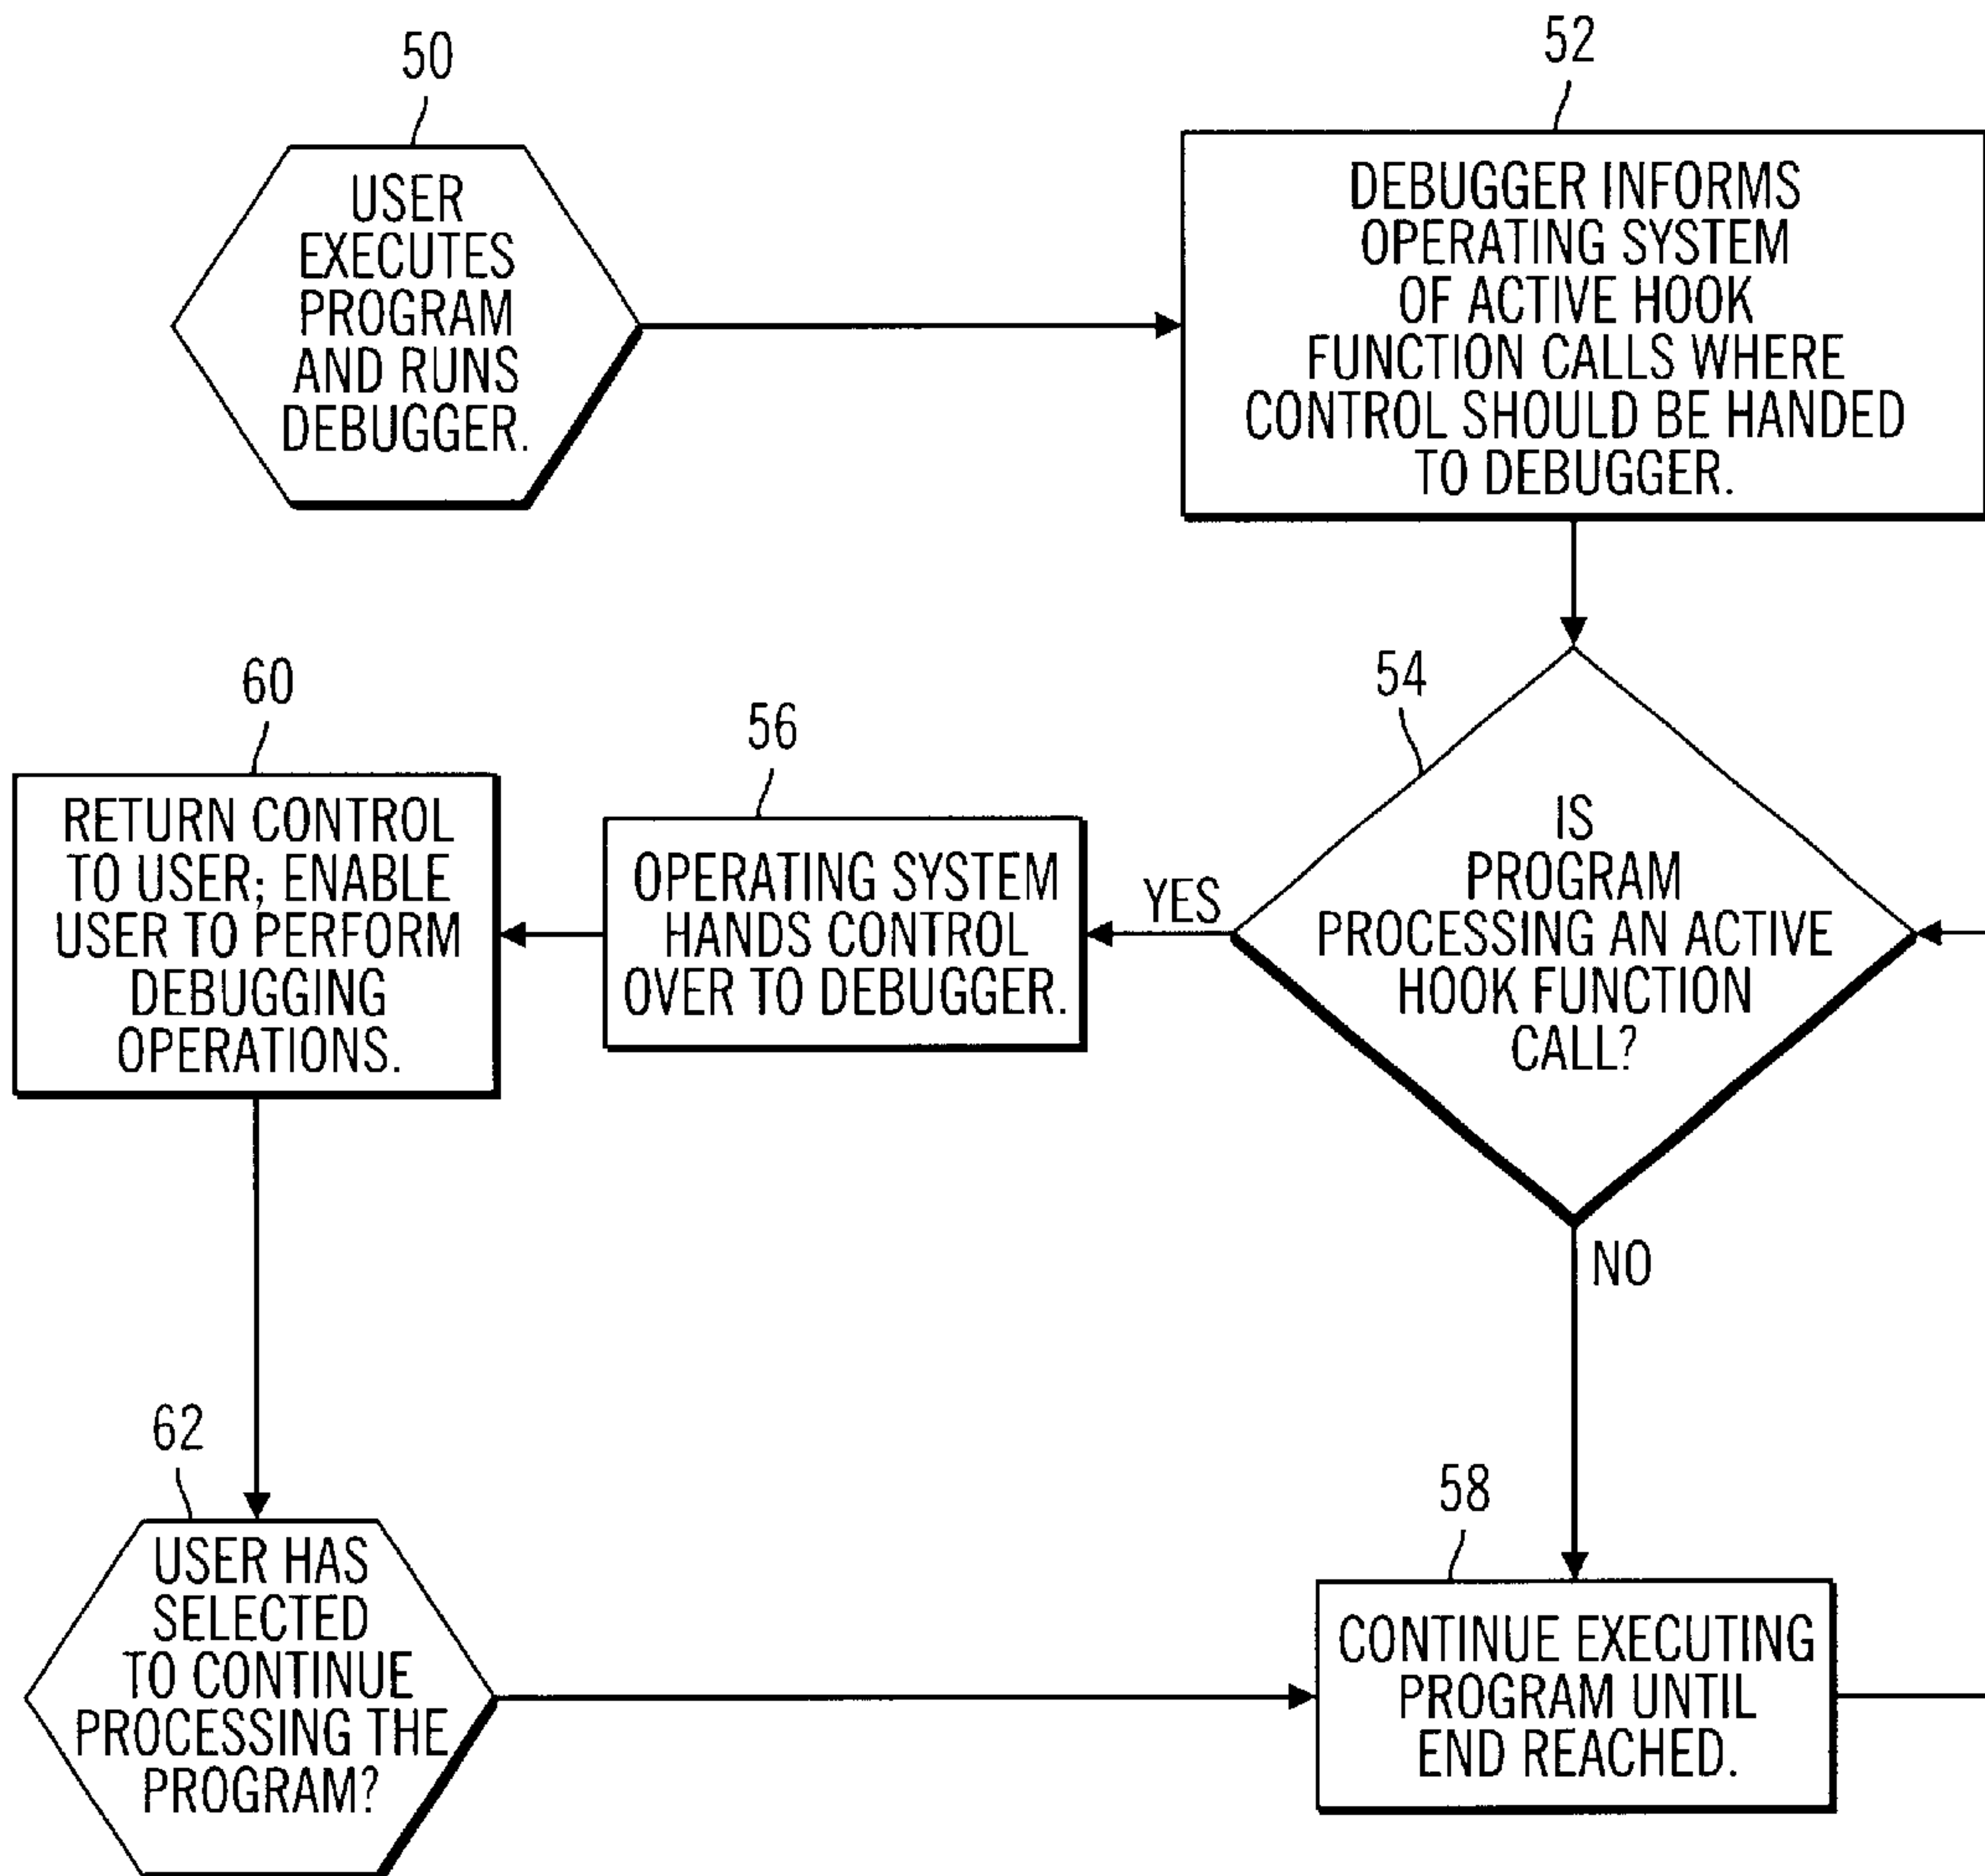 50
USER
EXECUTES
PROGRAM
AND RUNS
DEBUGGER.
52
DEBUGGER INFORMS
OPERATING SYSTEM
OF ACTIVE HOOK
FUNCTION CALLS WHERE
CONTROL SHOULD BE HANDED
TO DEBUGGER.
54
IS
PROGRAM
PROCESSING AN ACTIVE
HOOK FUNCTION
CALL?
YES
NO
56
OPERATING SYSTEM
HANDS CONTROL
OVER TO DEBUGGER.
60
RETURN CONTROL
TO USER; ENABLE
USER TO PERFORM
DEBUGGING
OPERATIONS.
62
USER HAS
SELECTED
TO CONTINUE
PROCESSING THE
PROGRAM?
58
CONTINUE EXECUTING
PROGRAM UNTIL
END REACHED.